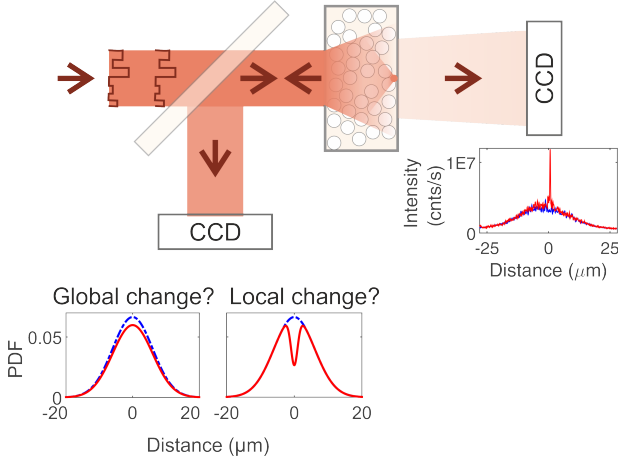 CCD
CCD
1E7
0
Intensity
(cnts/s)
-25
0
25
Distance (μm)
Global change?
Local change?
PDF
0.05
-20
0
20
-20
0
20
Distance (μm)